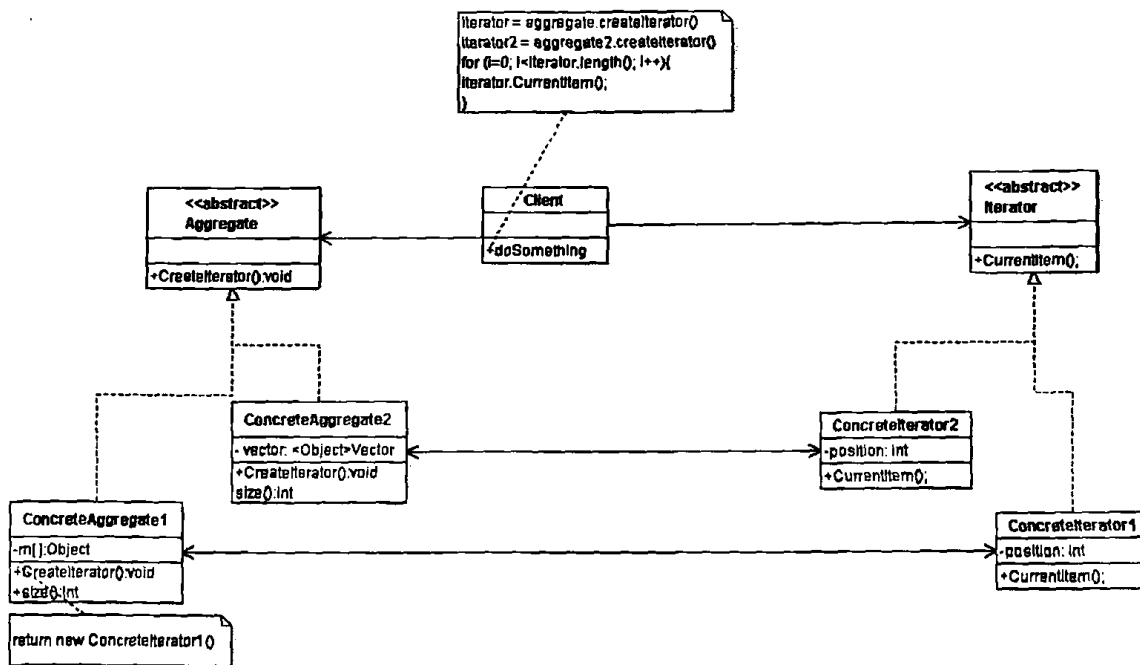 iterator = aggregate.createIterator()
iterator2 = aggregate2.createIterator()
for (i=0; i<iterator.length(); i++){
iterator.CurrentItem();
}
<<abstract>>
Aggregate
+CreateIterator():void
Client
+doSomething
<<abstract>>
Iterator
+CurrentItem();
ConcreteAggregate2
- vector: <Object>Vector
+CreateIterator():void
size():int
ConcreteIterator2
-position: int
+CurrentItem();
ConcreteAggregate1
-m[]:Object
+CreateIterator():void
+size():int
ConcreteIterator1
-position: int
+CurrentItem();
return new ConcreteIterator1()